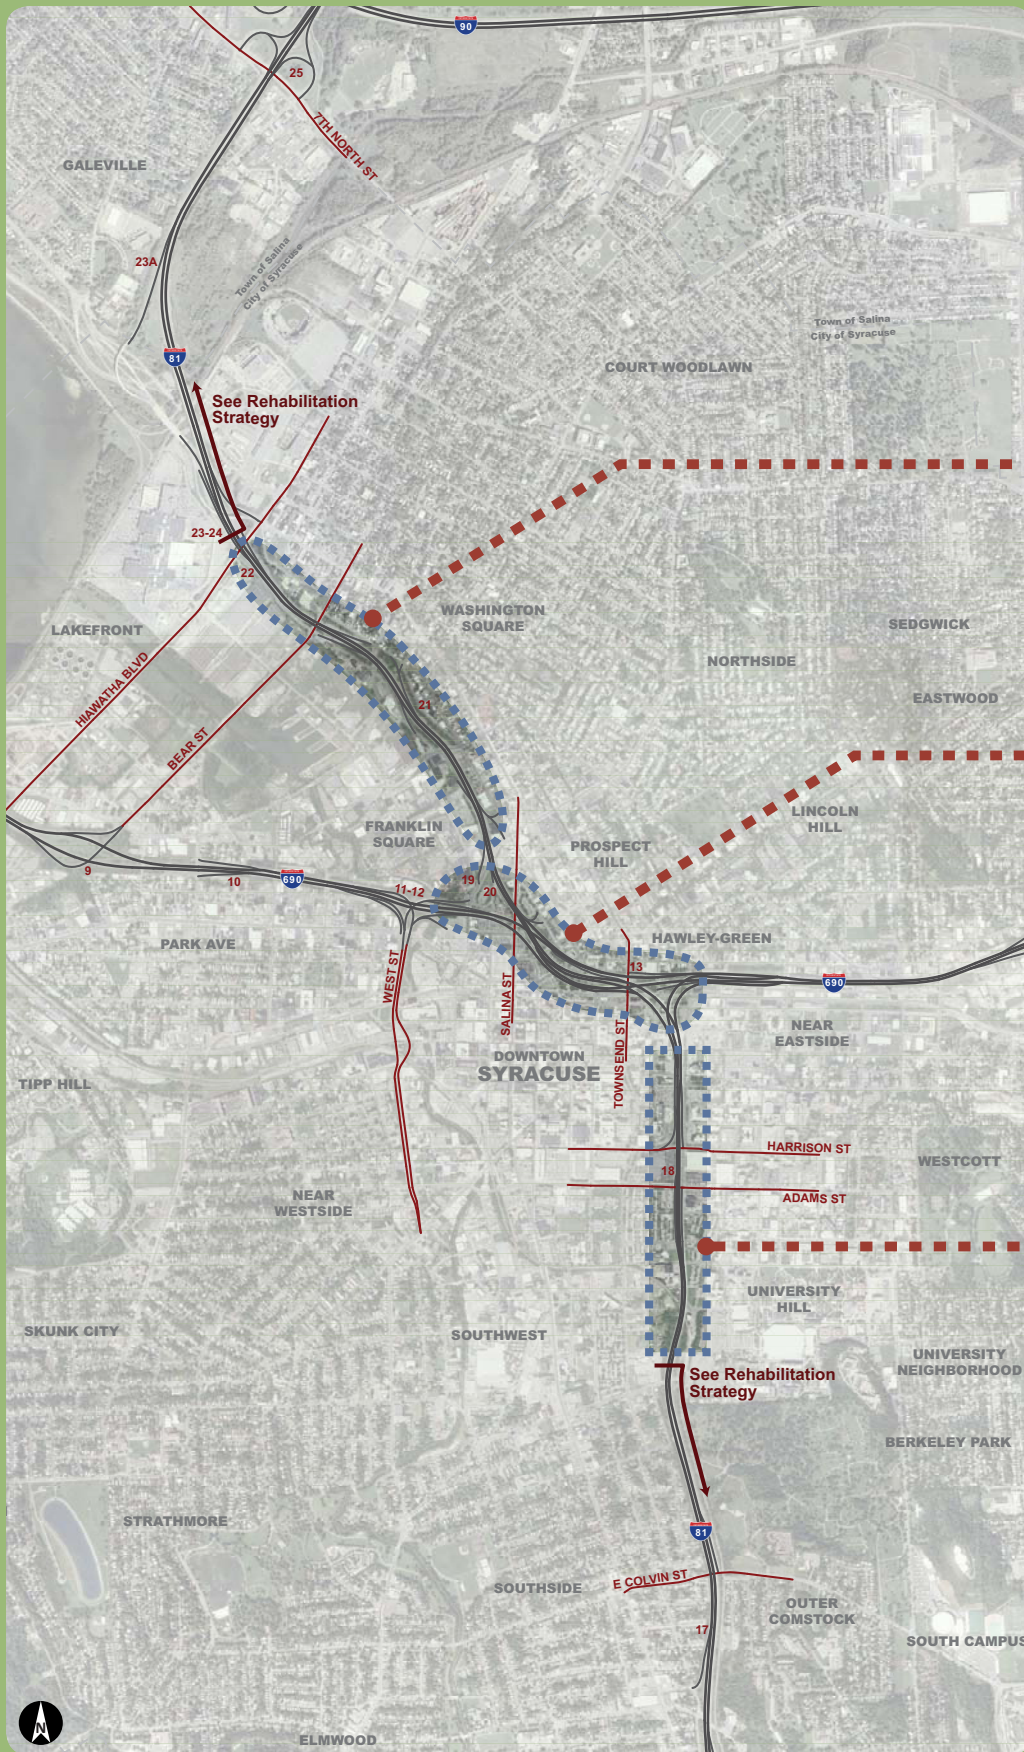 90
25
7TH NORTH ST
GALEVILLE
23A
Town of Salina
City of Syracuse
Town of Salina
City of Syracuse
81
COURT WOODLAWN
See Rehabilitation
Strategy
23-24
22
WASHINGTON
SQUARE
LAKEFRONT
SEDGWICK
NORTHSIDE
HIAWATHA BLVD
EASTWOOD
21
BEAR ST
FRANKLIN
SQUARE
LINCOLN
HILL
PROSPECT
HILL
9
10
690
11-12
19
20
PARK AVE
HAWLEY-GREEN
WEST ST
13
690
SALINA ST
NEAR
EASTSIDE
TOWNSEND ST
DOWNTOWN
SYRACUSE
TIPP HILL
HARRISON ST
WESTCOTT
18
ADAMS ST
NEAR
WESTSIDE
UNIVERSITY
HILL
SKUNK CITY
SOUTHWEST
UNIVERSITY
NEIGHBORHOOD
See Rehabilitation
Strategy
BERKELEY PARK
STRATHMORE
81
E COLVIN ST
SOUTHSIDE
OUTER
COMSTOCK
17
SOUTH CAMPUS
N
ELMWOOD